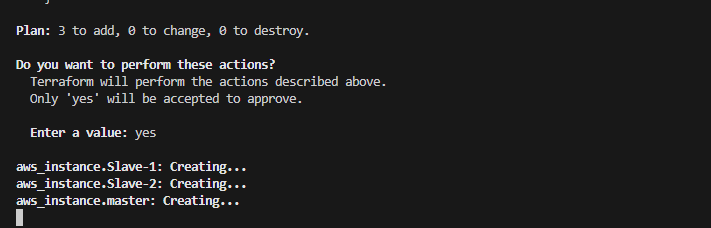 Plan: 3 to add, 0 to change, 0 to destroy.
Do you want to perform these actions?
Terraform will perform the actions described above.
Only 'yes' will be accepted to approve.
Enter a value: yes
aws_instance.Slave-1: Creating...
aws_instance.Slave-2: Creating...
aws_instance.master: Creating...